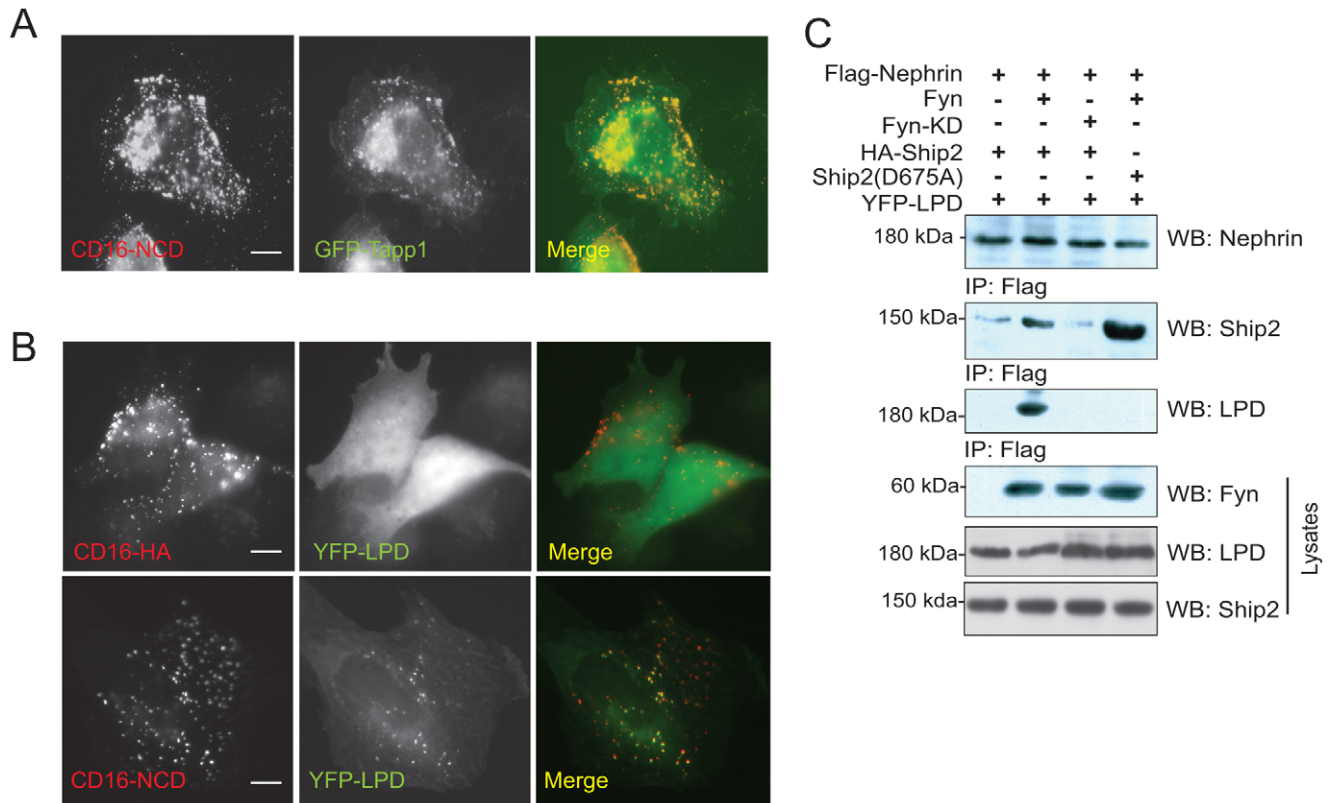 A
CD16-NCD
GFP-Tapp1
Merge
B
CD16-HA
YFP-LPD
Merge
CD16-NCD
YFP-LPD
Merge
C
Flag-Nephrin + + + +
Fyn - + - +
Fyn-KD - - + -
HA-Ship2 + + + -
Ship2(D675A) - - - +
YFP-LPD + + + +
180 kDa WB: Nephrin
IP: Flag
150 kDa WB: Ship2
IP: Flag
180 kDa WB: LPD
IP: Flag
60 kDa WB: Fyn
180 kDa WB: LPD
150 kda WB: Ship2
Lysates